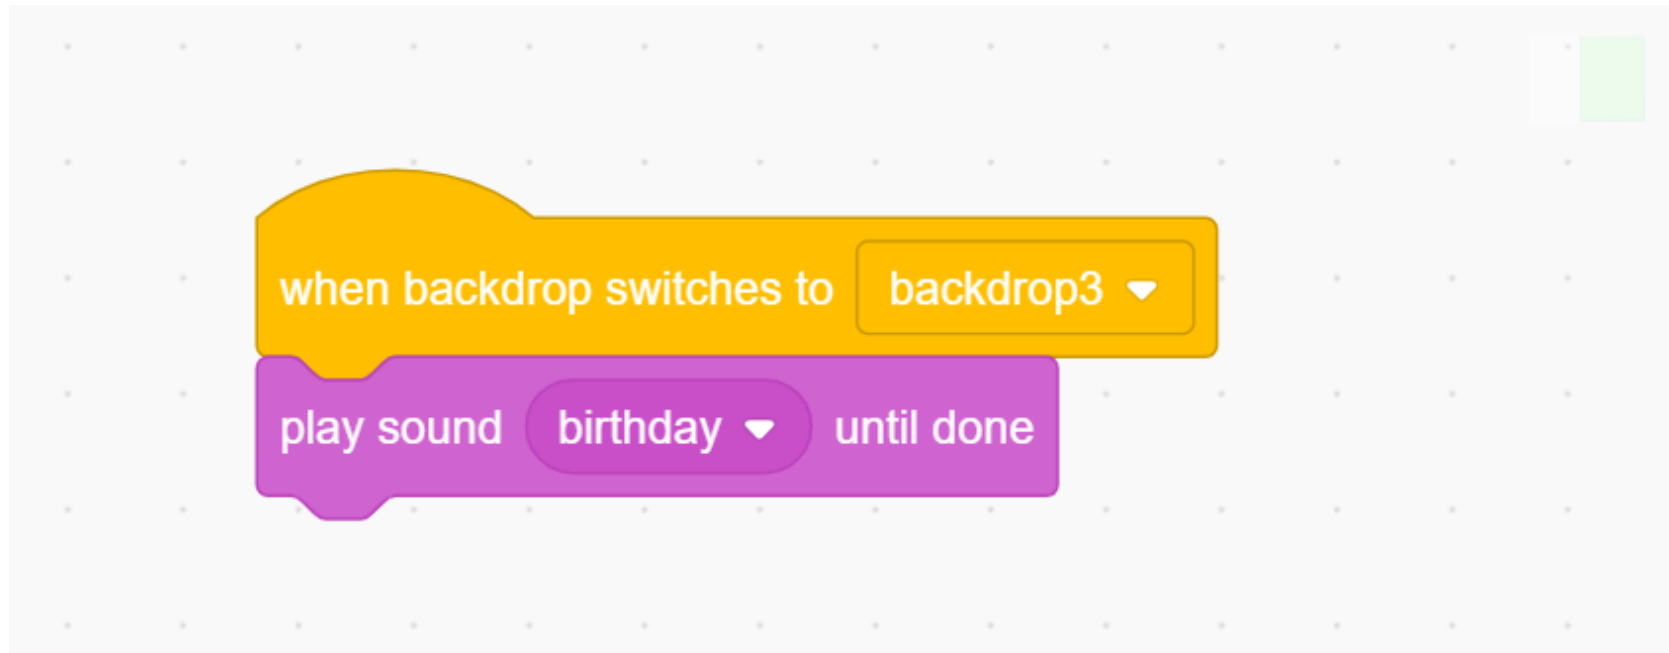 when backdrop switches to backdrop3
play sound birthday until done